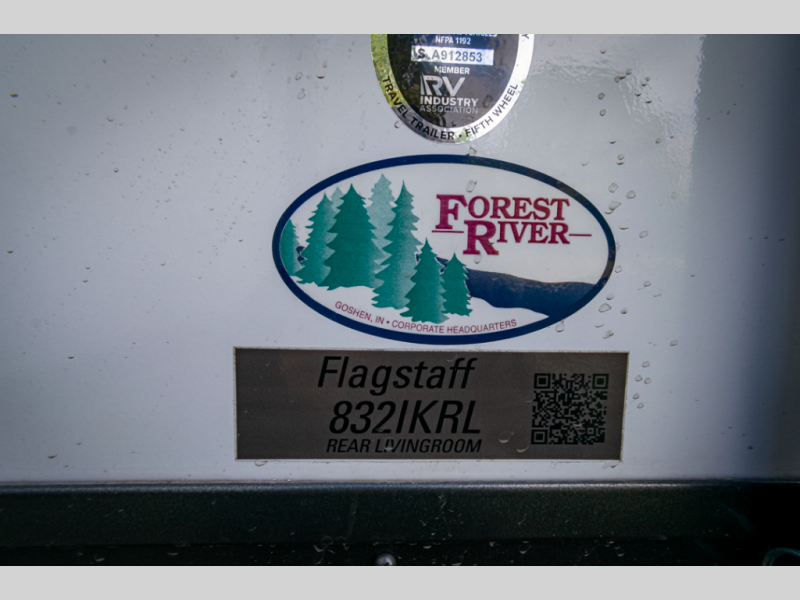 NFPA 1192
S A912853
MEMBER
RV
INDUSTRY
ASSOCIATION
TRAVEL TRAILER • FIFTH WHEEL
FOREST
RIVER
GOSHEN, IN • CORPORATE HEADQUARTERS
Flagstaff
832IKRL
REAR LIVINGROOM